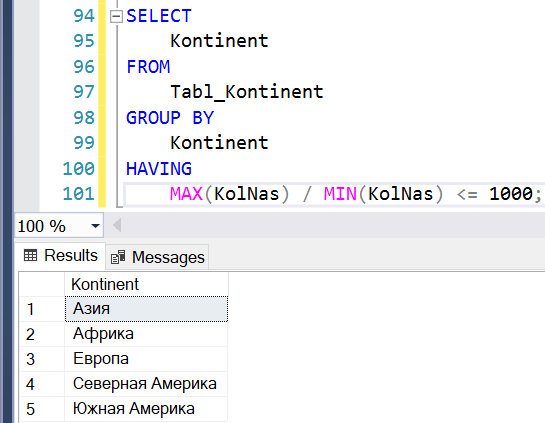 94 SELECT
95 Kontinent
96 FROM
97 Tabl_Kontinent
98 GROUP BY
99 Kontinent
100 HAVING
101 MAX(KolNas) / MIN(KolNas) <= 1000;
100 %
Results Messages
Kontinent
1 Азия
2 Африка
3 Европа
4 Северная Америка
5 Южная Америка